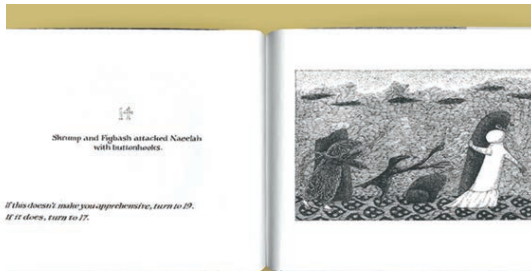 14
Skrump and Figbash attacked Naeelah
with buttonhooks.
If this doesn't make you apprehensive, turn to 19.
If it does, turn to 17.